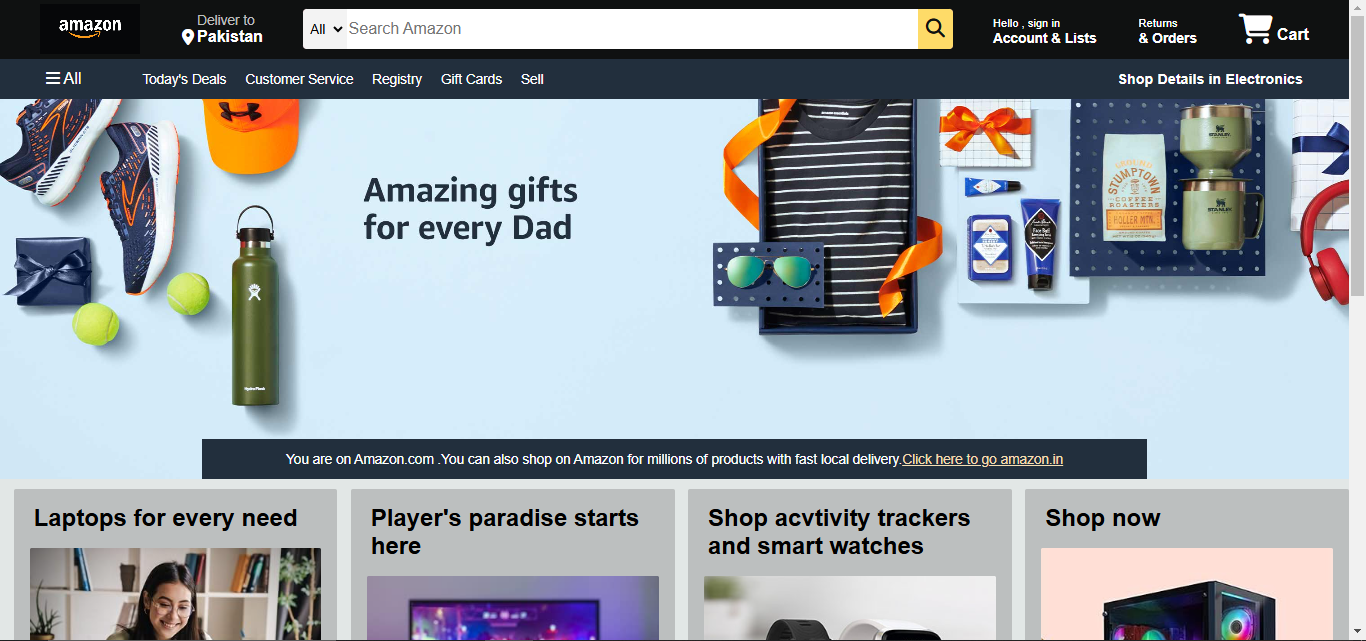 amazon
Deliver to
Pakistan
All
Search Amazon
Hello , sign in
Account & Lists
Returns
& Orders
Cart
All
Today's Deals
Customer Service
Registry
Gift Cards
Sell
Shop Details in Electronics
Amazing gifts
for every Dad
STANLEY
STUMPTOWN
COFFEE
ROASTERS
HOLLER MTN.
STANLEY
Hydro Flask
You are on Amazon.com .You can also shop on Amazon for millions of products with fast local delivery.Click here to go amazon.in
Laptops for every need
Player's paradise starts
here
Shop acvtivity trackers
and smart watches
Shop now